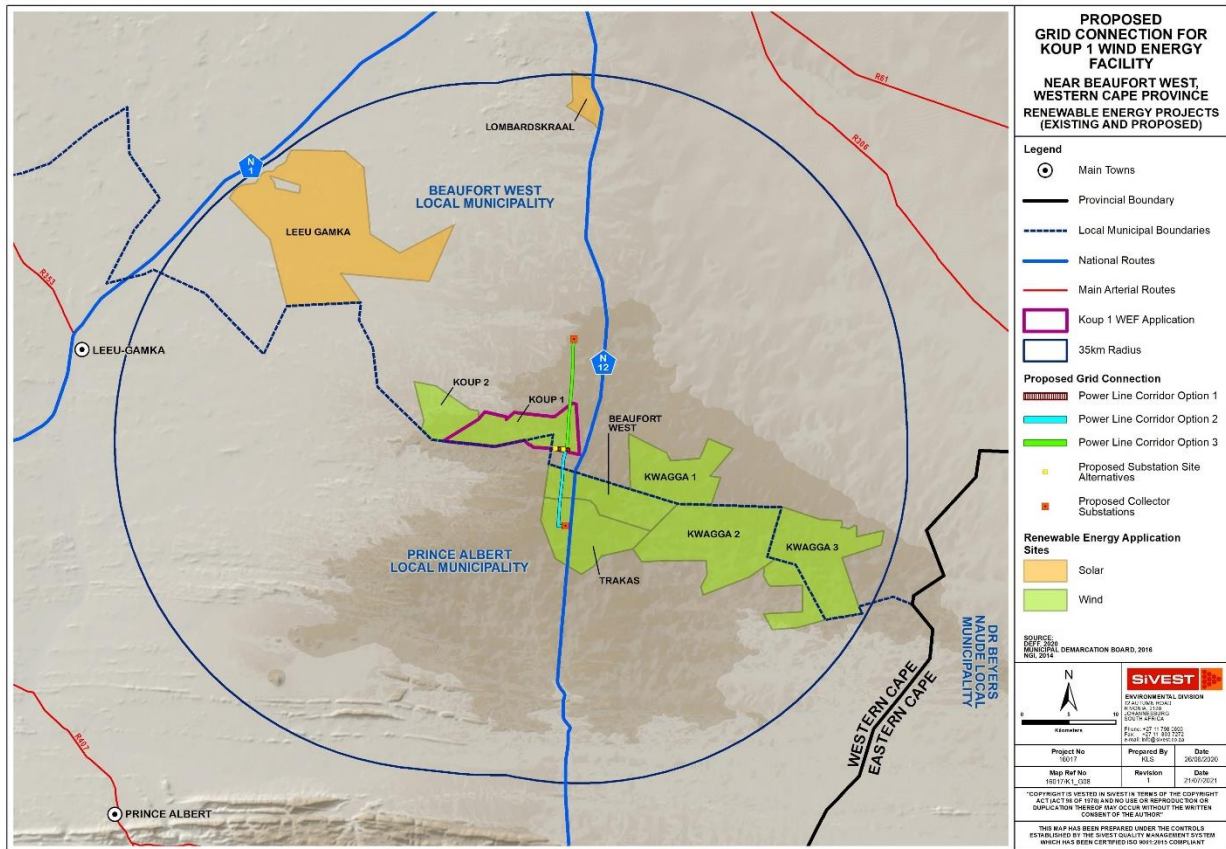 R61
R306
LOMBARDSKRAAL
N
1
BEAUFORT WEST
LOCAL MUNICIPALITY
LEEU GAMKA
R353
LEEU-GAMKA
N
12
KOUP 2
KOUP 1
BEAUFORT
WEST
KWAGGA 1
KWAGGA 2
KWAGGA 3
PRINCE ALBERT
LOCAL MUNICIPALITY
TRAKAS
DR BEYERS
NAUDE LOCAL
MUNICIPALITY
WESTERN CAPE
EASTERN CAPE
R407
PRINCE ALBERT
PROPOSED
GRID CONNECTION FOR
KOUP 1 WIND ENERGY
FACILITY
NEAR BEAUFORT WEST,
WESTERN CAPE PROVINCE
RENEWABLE ENERGY PROJECTS
(EXISTING AND PROPOSED)
Legend
Main Towns
Provincial Boundary
Local Municipal Boundaries
National Routes
Main Arterial Routes
Koup 1 WEF Application
35km Radius
Proposed Grid Connection
Power Line Corridor Option 1
Power Line Corridor Option 2
Power Line Corridor Option 3
Proposed Substation Site
Alternatives
Proposed Collector
Substations
Renewable Energy Application
Sites
Solar
Wind
SOURCE:
DEFF, 2020
MUNICIPAL DEMARCATION BOARD, 2016
NGI, 2014
N
0 5 10
Kilometers
SiVEST
ENVIRONMENTAL DIVISION
JOHANNESBURG
SOUTH AFRICA
Project No
16017
Prepared By
KLS
Date
26/06/2020
Map Ref No
16017/K1_G08
Revision
1
Date
21/07/2021
"COPYRIGHT IS VESTED IN SIVEST IN TERMS OF THE COPYRIGHT
ACT (ACT 98 OF 1978) AND NO USE OR REPRODUCTION OR
DUPLICATION THEREOF MAY OCCUR WITHOUT THE WRITTEN
CONSENT OF THE AUTHOR"
THIS MAP HAS BEEN PREPARED UNDER THE CONTROLS
ESTABLISHED BY THE SIVEST QUALITY MANAGEMENT SYSTEM
WHICH HAS BEEN CERTIFIED ISO 9001:2015 COMPLIANT